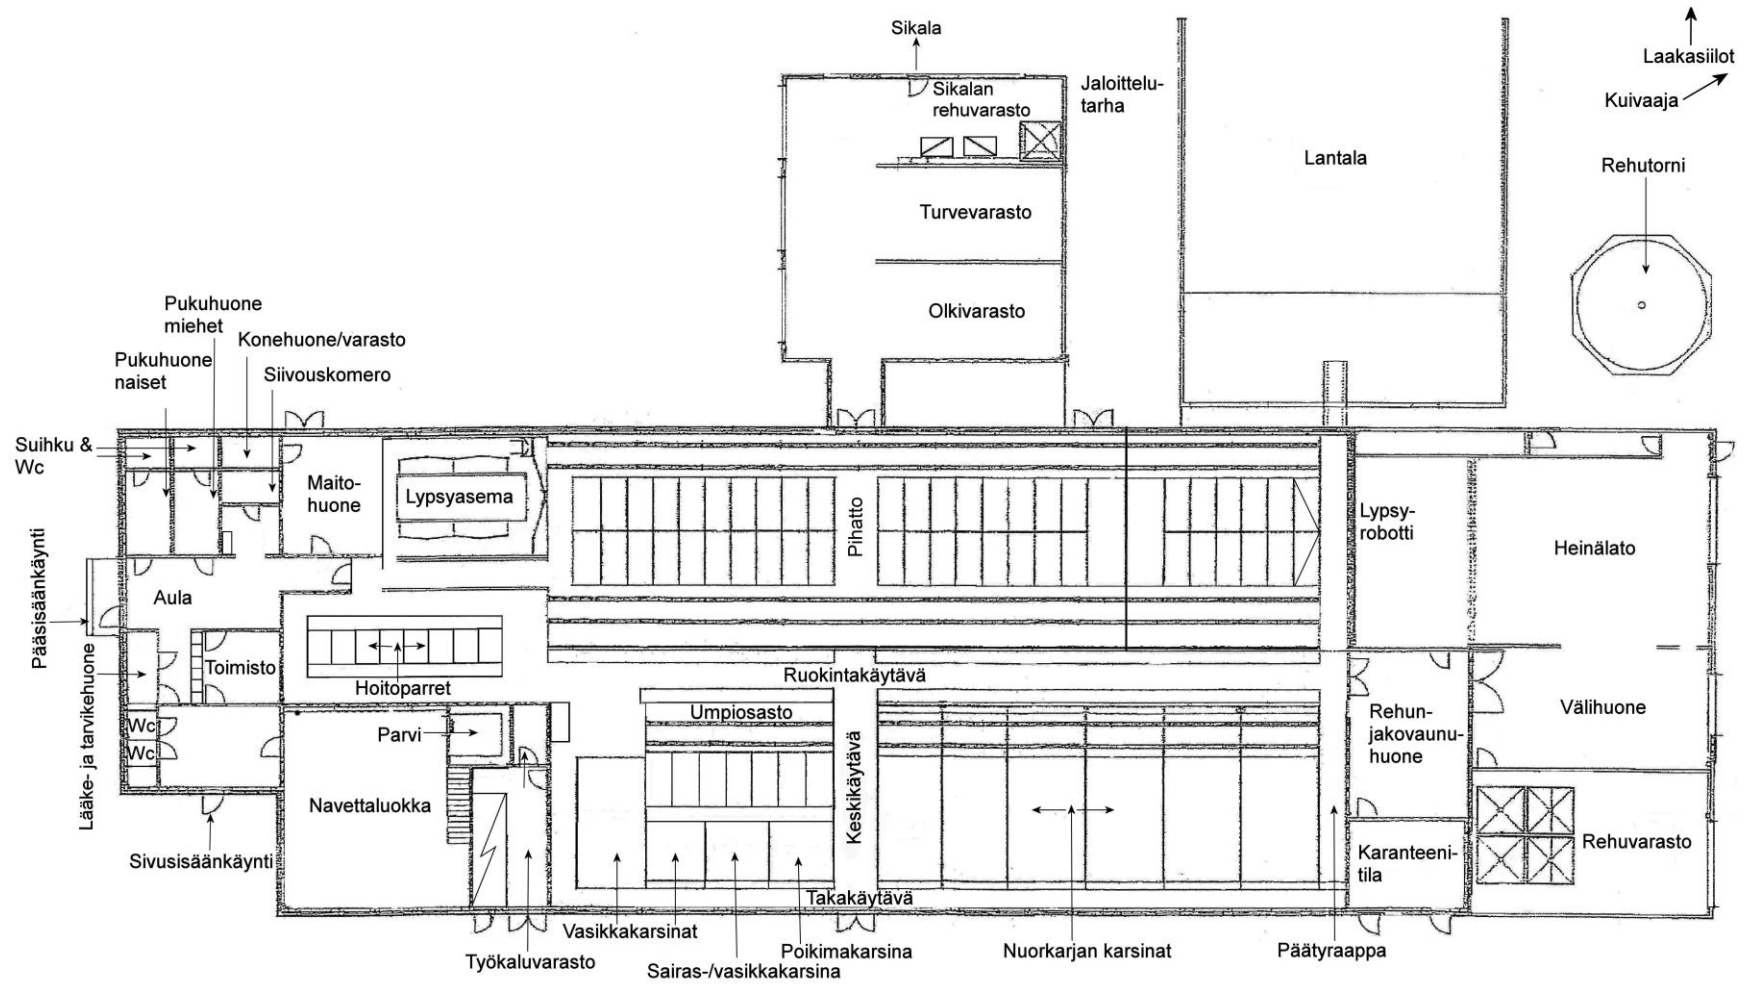 Sikala
Laakasiilot
Kuivaaja
Sikalan
rehuvarasto
Jaloittelu-
tarha
Lantala
Rehutorni
Turvevarasto
Olkivarasto
Pukuhuone
miehet
Konehuone/varasto
Pukuhuone
naiset
Siivouskomero
Suihku &
Wc
Maito-
huone
Lypsyasema
Pihatto
Lypsy-
robotti
Heinälato
Pääsisäänkäynti
Aula
Lääke- ja tarvikehuone
Toimisto
Hoitoparret
Ruokintakäytävä
Umpiosasto
Wc
Wc
Parvi
Keskikäytävä
Rehun-
jakovaunu-
huone
Välihuone
Navettaluokka
Sivusisäänkäynti
Karanteeni-
tila
Rehuvarasto
Takakäytävä
Vasikkakarsinat
Työkaluvarasto
Sairas-/vasikkakarsina
Poikimakarsina
Nuorkarjan karsinat
Päätyraappa